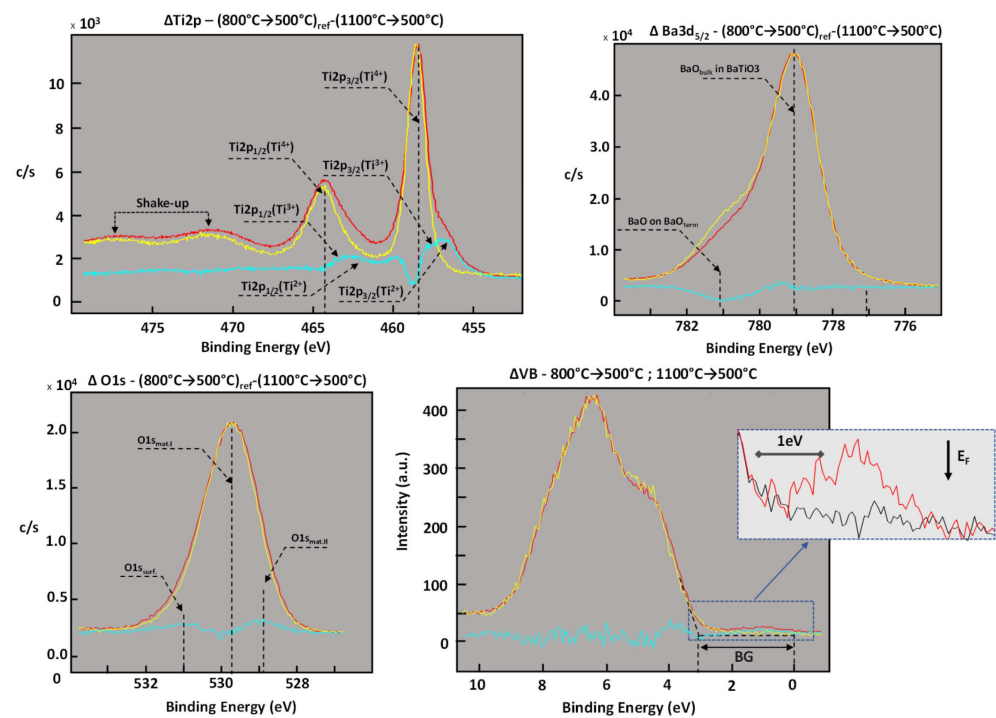 ΔTi2p – (800°C→500°C)ref-(1100°C→500°C)
x 10³
10
8
6
4
2
0
c/s
Ti2p3/2(Ti⁴⁺)
Ti2p1/2(Ti⁴⁺)
Ti2p3/2(Ti³⁺)
Shake-up
Ti2p1/2(Ti³⁺)
Ti2p1/2(Ti²⁺)
Ti2p3/2(Ti²⁺)
475 470 465 460 455
Binding Energy (eV)
Δ Ba3d5/2 - (800°C→500°C)ref-(1100°C→500°C)
x 10⁴
4.0
3.0
2.0
1.0
x 0
c/s
BaObulk in BaTiO3
BaO on BaOterm
782 780 778 776
Binding Energy (eV)
Δ O1s - (800°C→500°C)ref-(1100°C→500°C)
x 10⁴
2.0
1.5
1.0
0.5
0.0
c/s
O1smat.I
O1smat.II
O1ssurf.
532 530 528
Binding Energy (eV)
ΔVB - 800°C→500°C ; 1100°C→500°C
400
300
200
100
0
Intensity (a.u.)
1eV
EF
BG
10 8 6 4 2 0
Binding Energy (eV)